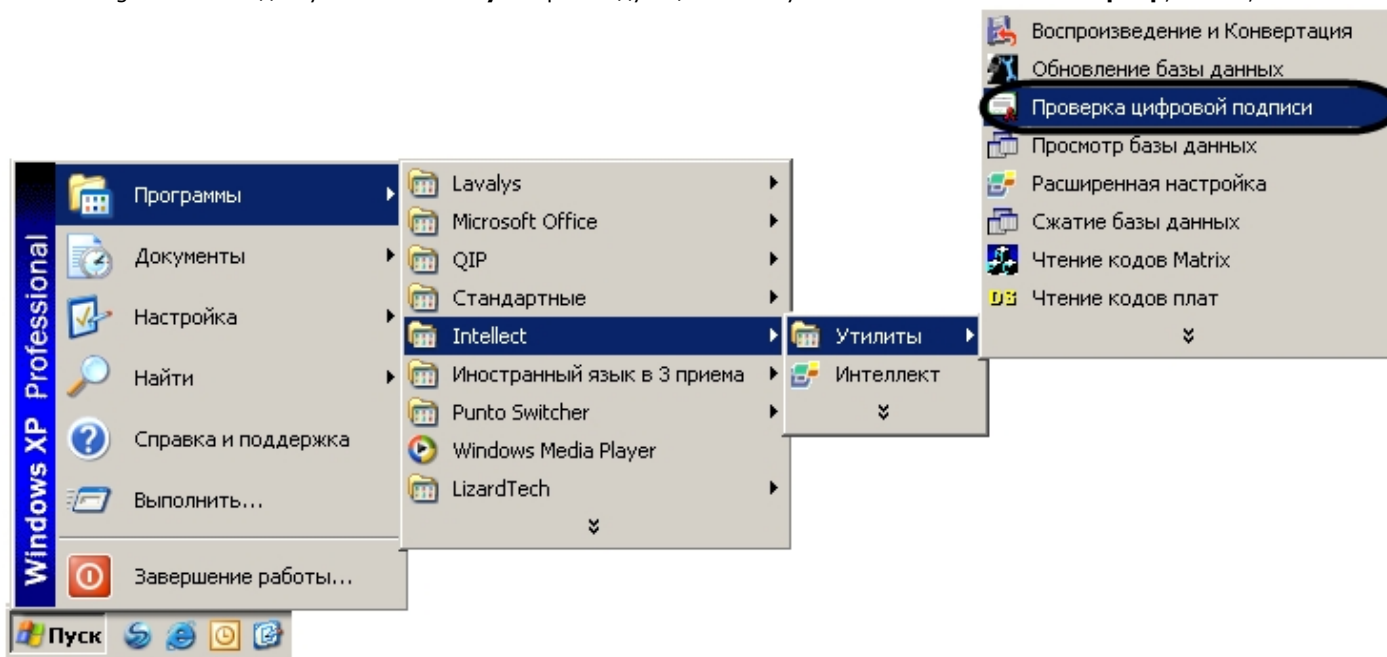 Воспроизведение и Конвертация
Обновление базы данных
Проверка цифровой подписи
Просмотр базы данных
Расширенная настройка
Сжатие базы данных
Чтение кодов Matrix
DS Чтение кодов плат
Утилиты
Интеллект
Lavalys
Microsoft Office
QIP
Стандартные
Intellect
Иностранный язык в 3 приема
Punto Switcher
Windows Media Player
LizardTech
Программы
Документы
Настройка
Найти
Справка и поддержка
Выполнить...
Завершение работы...
Windows XP Professional
Пуск